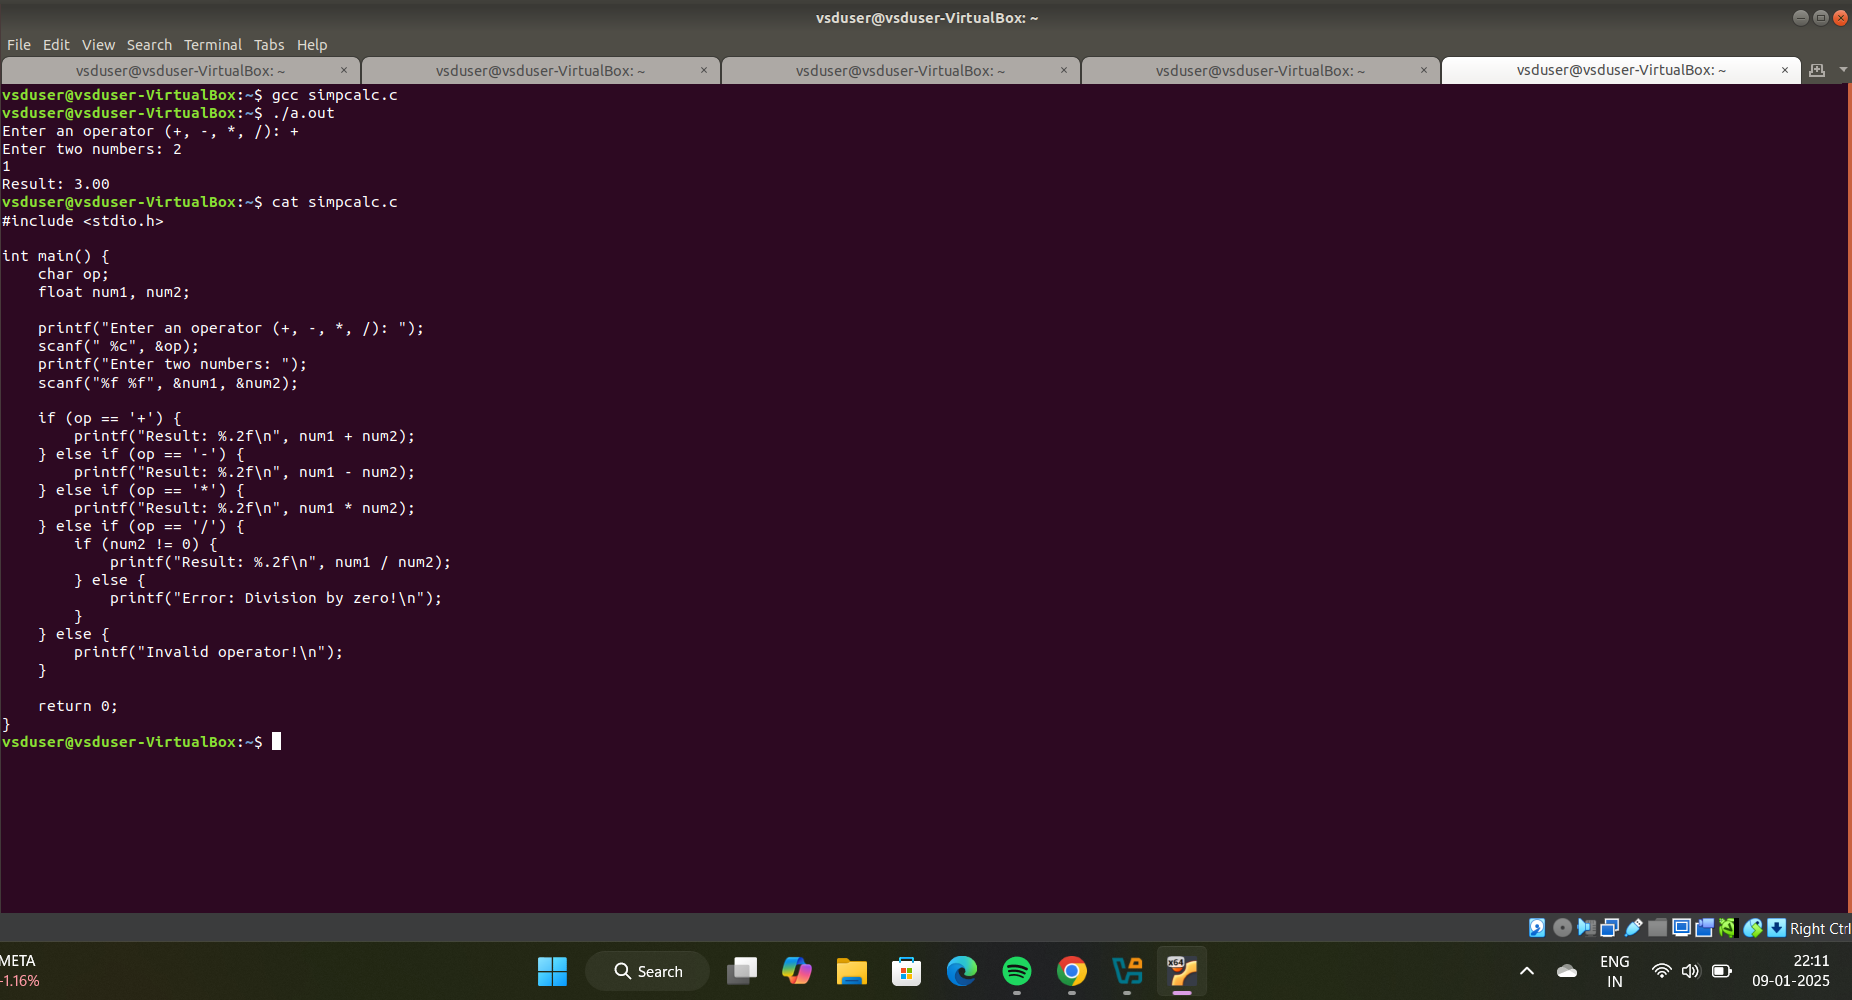 vsduser@vsduser-VirtualBox: ~
File Edit View Search Terminal Tabs Help
vsduser@vsduser-VirtualBox: ~ × vsduser@vsduser-VirtualBox: ~ × vsduser@vsduser-VirtualBox: ~ × vsduser@vsduser-VirtualBox: ~ × vsduser@vsduser-VirtualBox: ~ ×
vsduser@vsduser-VirtualBox:~$ gcc simpcalc.c
vsduser@vsduser-VirtualBox:~$ ./a.out
Enter an operator (+, -, *, /): +
Enter two numbers: 2
1
Result: 3.00
vsduser@vsduser-VirtualBox:~$ cat simpcalc.c
#include <stdio.h>

int main() {
    char op;
    float num1, num2;

    printf("Enter an operator (+, -, *, /): ");
    scanf(" %c", &op);
    printf("Enter two numbers: ");
    scanf("%f %f", &num1, &num2);

    if (op == '+') {
        printf("Result: %.2f\n", num1 + num2);
    } else if (op == '-') {
        printf("Result: %.2f\n", num1 - num2);
    } else if (op == '*') {
        printf("Result: %.2f\n", num1 * num2);
    } else if (op == '/') {
        if (num2 != 0) {
            printf("Result: %.2f\n", num1 / num2);
        } else {
            printf("Error: Division by zero!\n");
        }
    } else {
        printf("Invalid operator!\n");
    }

    return 0;
}
vsduser@vsduser-VirtualBox:~$
Right Ctrl
META
-1.16%
Search
x64
ENG
IN
22:11
09-01-2025